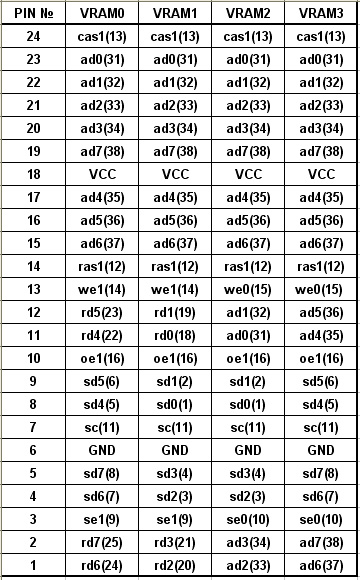 PIN № VRAM0 VRAM1 VRAM2 VRAM3
24 cas1(13) cas1(13) cas1(13) cas1(13)
23 ad0(31) ad0(31) ad0(31) ad0(31)
22 ad1(32) ad1(32) ad1(32) ad1(32)
21 ad2(33) ad2(33) ad2(33) ad2(33)
20 ad3(34) ad3(34) ad3(34) ad3(34)
19 ad7(38) ad7(38) ad7(38) ad7(38)
18 VCC VCC VCC VCC
17 ad4(35) ad4(35) ad4(35) ad4(35)
16 ad5(36) ad5(36) ad5(36) ad5(36)
15 ad6(37) ad6(37) ad6(37) ad6(37)
14 ras1(12) ras1(12) ras1(12) ras1(12)
13 we1(14) we1(14) we0(15) we0(15)
12 rd5(23) rd1(19) ad1(32) ad5(36)
11 rd4(22) rd0(18) ad0(31) ad4(35)
10 oe1(16) oe1(16) oe1(16) oe1(16)
9 sd5(6) sd1(2) sd1(2) sd5(6)
8 sd4(5) sd0(1) sd0(1) sd4(5)
7 sc(11) sc(11) sc(11) sc(11)
6 GND GND GND GND
5 sd7(8) sd3(4) sd3(4) sd7(8)
4 sd6(7) sd2(3) sd2(3) sd6(7)
3 se1(9) se1(9) se0(10) se0(10)
2 rd7(25) rd3(21) ad3(34) ad7(38)
1 rd6(24) rd2(20) ad2(33) ad6(37)